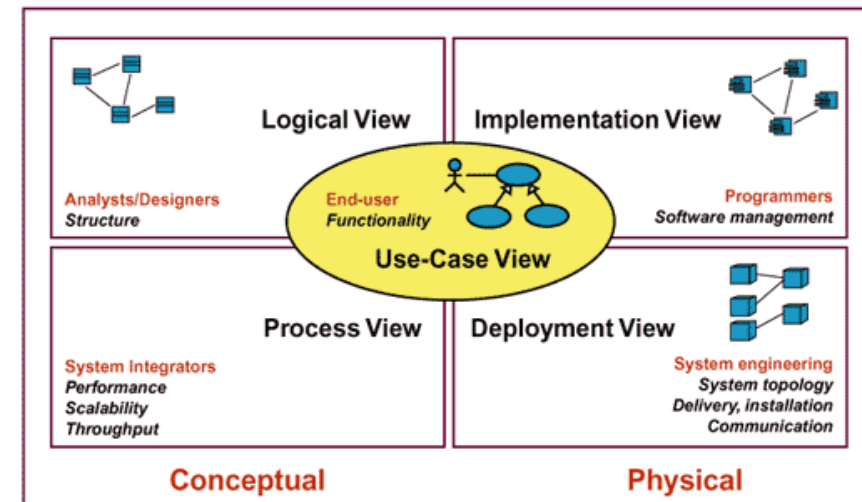 Logical View
Analysts/Designers
Structure
Implementation View
Programmers
Software management
End-user
Functionality
Use-Case View
Process View
System Integrators
Performance
Scalability
Throughput
Deployment View
System engineering
System topology
Delivery, installation
Communication
Conceptual
Physical